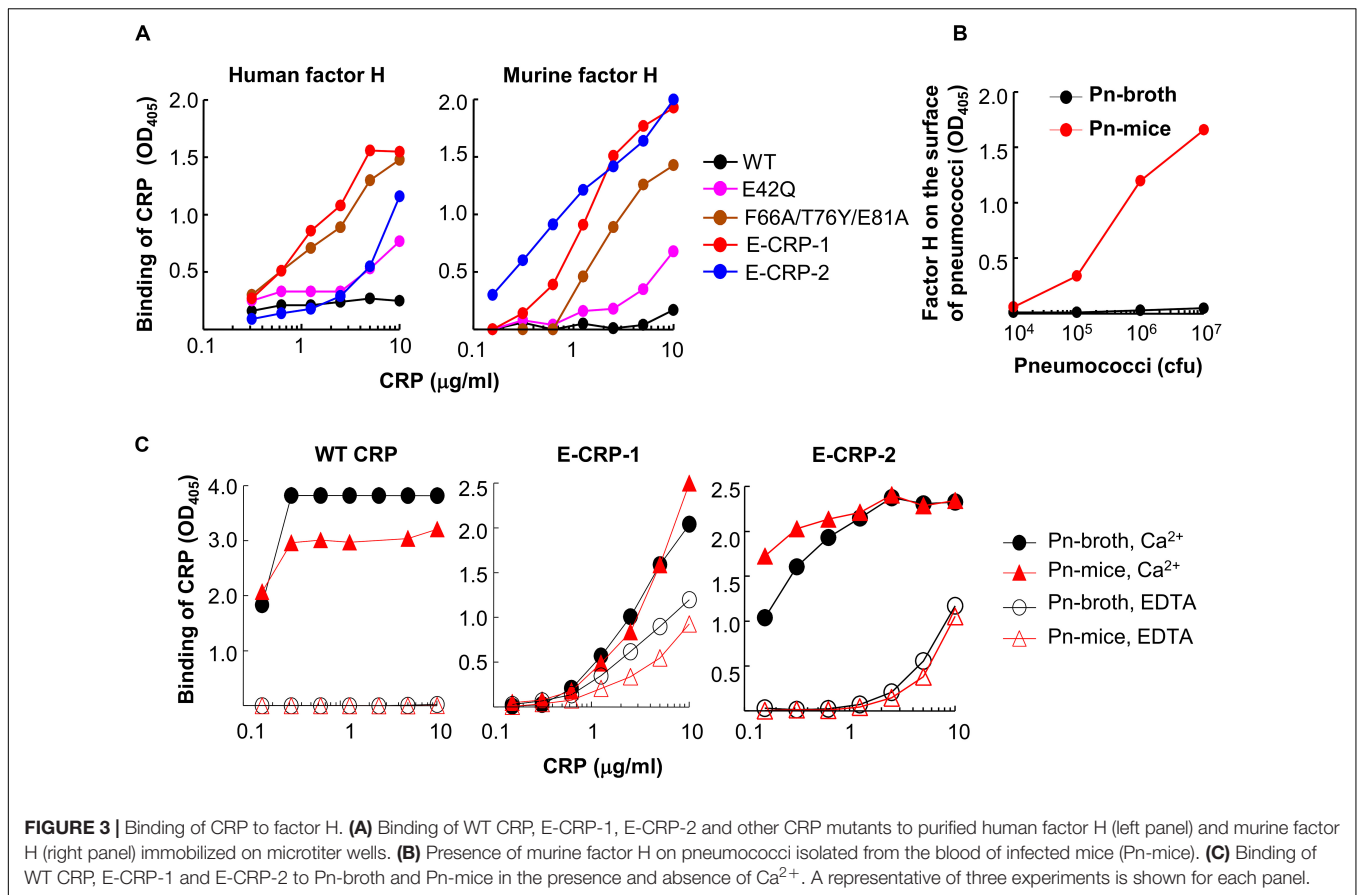 A
Human factor H
Murine factor H
Binding of CRP (OD405)
2.0
1.5
1.0
0.5
0.1
1
10
2.0
1.5
1.0
0.5
0.1
1
10
CRP (μg/ml)
WT
E42Q
F66A/T76Y/E81A
E-CRP-1
E-CRP-2
B
Factor H on the surface
of pneumococci (OD405)
2.0
1.5
1.0
0.5
Pn-broth
Pn-mice
10⁴
10⁵
10⁶
10⁷
Pneumococci (cfu)
C
WT CRP
E-CRP-1
E-CRP-2
Binding of CRP (OD405)
4.0
3.0
2.0
1.0
0.1
1
10
2.5
2.0
1.5
1.0
0.5
0.1
1
10
2.5
2.0
1.5
1.0
0.5
0.1
1
10
CRP (μg/ml)
Pn-broth, Ca²⁺
Pn-mice, Ca²⁺
Pn-broth, EDTA
Pn-mice, EDTA
FIGURE 3 | Binding of CRP to factor H. (A) Binding of WT CRP, E-CRP-1, E-CRP-2 and other CRP mutants to purified human factor H (left panel) and murine factor
H (right panel) immobilized on microtiter wells. (B) Presence of murine factor H on pneumococci isolated from the blood of infected mice (Pn-mice). (C) Binding of
WT CRP, E-CRP-1 and E-CRP-2 to Pn-broth and Pn-mice in the presence and absence of Ca²⁺. A representative of three experiments is shown for each panel.